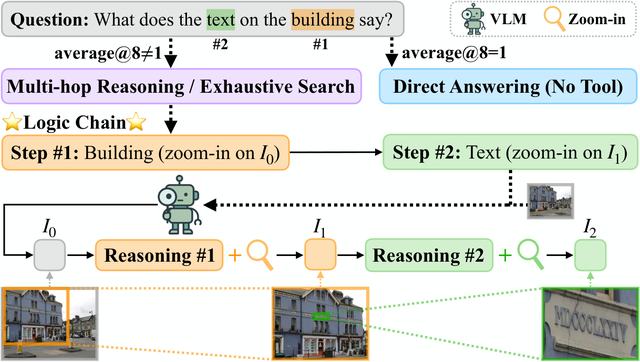 Question: What does the text on the building say?
#2 #1
VLM Zoom-in
average@8≠1 average@8=1
Multi-hop Reasoning / Exhaustive Search Direct Answering (No Tool)
Logic Chain
Step #1: Building (zoom-in on I0) Step #2: Text (zoom-in on I1)
I0 I1 I2
Reasoning #1 + Reasoning #2 +
MDCCCLXXIV